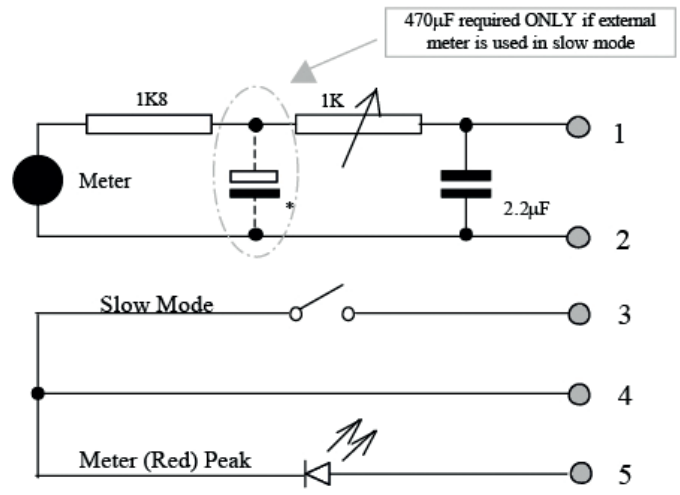 470µF required ONLY if external
meter is used in slow mode
1K8
1K
1
Meter
*
2.2µF
2
Slow Mode
3
4
Meter (Red) Peak
5